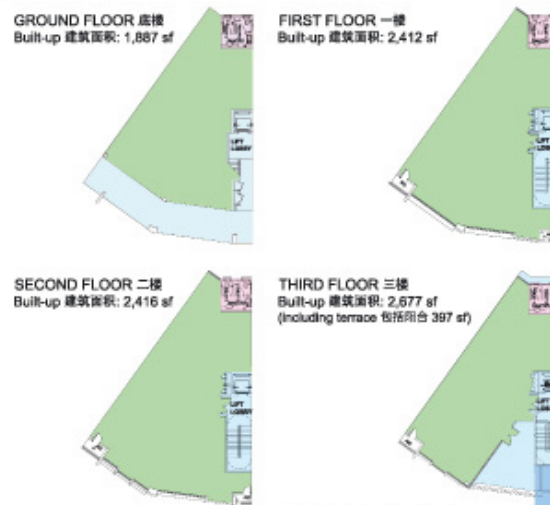 GROUND FLOOR 底楼
Built-up 建筑面积: 1,887 sf
LIFT
LOBBY
FIRST FLOOR 一楼
Built-up 建筑面积: 2,412 sf
LIFT
SECOND FLOOR 二楼
Built-up 建筑面积: 2,416 sf
LIFT
LOBBY
THIRD FLOOR 三楼
Built-up 建筑面积: 2,677 sf
(including terrace 包括阳台 397 sf)
LIFT